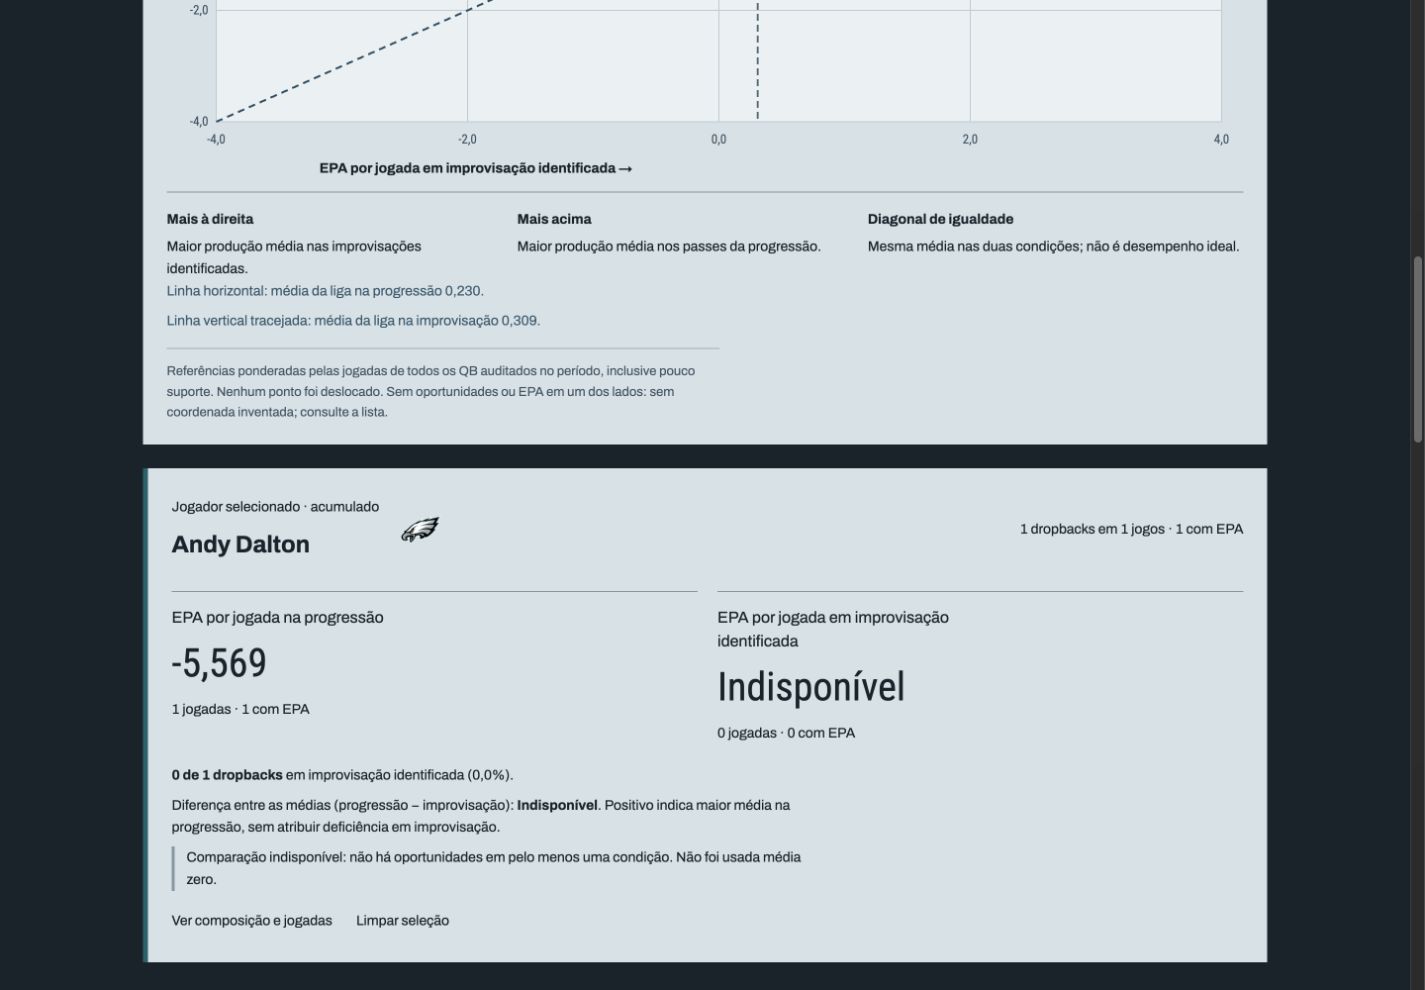 -2,0
-4,0
-4,0 -2,0 0,0 2,0 4,0
EPA por jogada em improvisação identificada →
Mais à direita
Maior produção média nas improvisações
identificadas.
Mais acima
Maior produção média nos passes da progressão.
Diagonal de igualdade
Mesma média nas duas condições; não é desempenho ideal.
Linha horizontal: média da liga na progressão 0,230.
Linha vertical tracejada: média da liga na improvisação 0,309.
Referências ponderadas pelas jogadas de todos os QB auditados no período, inclusive pouco
suporte. Nenhum ponto foi deslocado. Sem oportunidades ou EPA em um dos lados: sem
coordenada inventada; consulte a lista.
Jogador selecionado · acumulado
Andy Dalton
1 dropbacks em 1 jogos · 1 com EPA
EPA por jogada na progressão
-5,569
1 jogadas · 1 com EPA
EPA por jogada em improvisação
identificada
Indisponível
0 jogadas · 0 com EPA
0 de 1 dropbacks em improvisação identificada (0,0%).
Diferença entre as médias (progressão − improvisação): Indisponível. Positivo indica maior média na
progressão, sem atribuir deficiência em improvisação.
Comparação indisponível: não há oportunidades em pelo menos uma condição. Não foi usada média
zero.
Ver composição e jogadas Limpar seleção